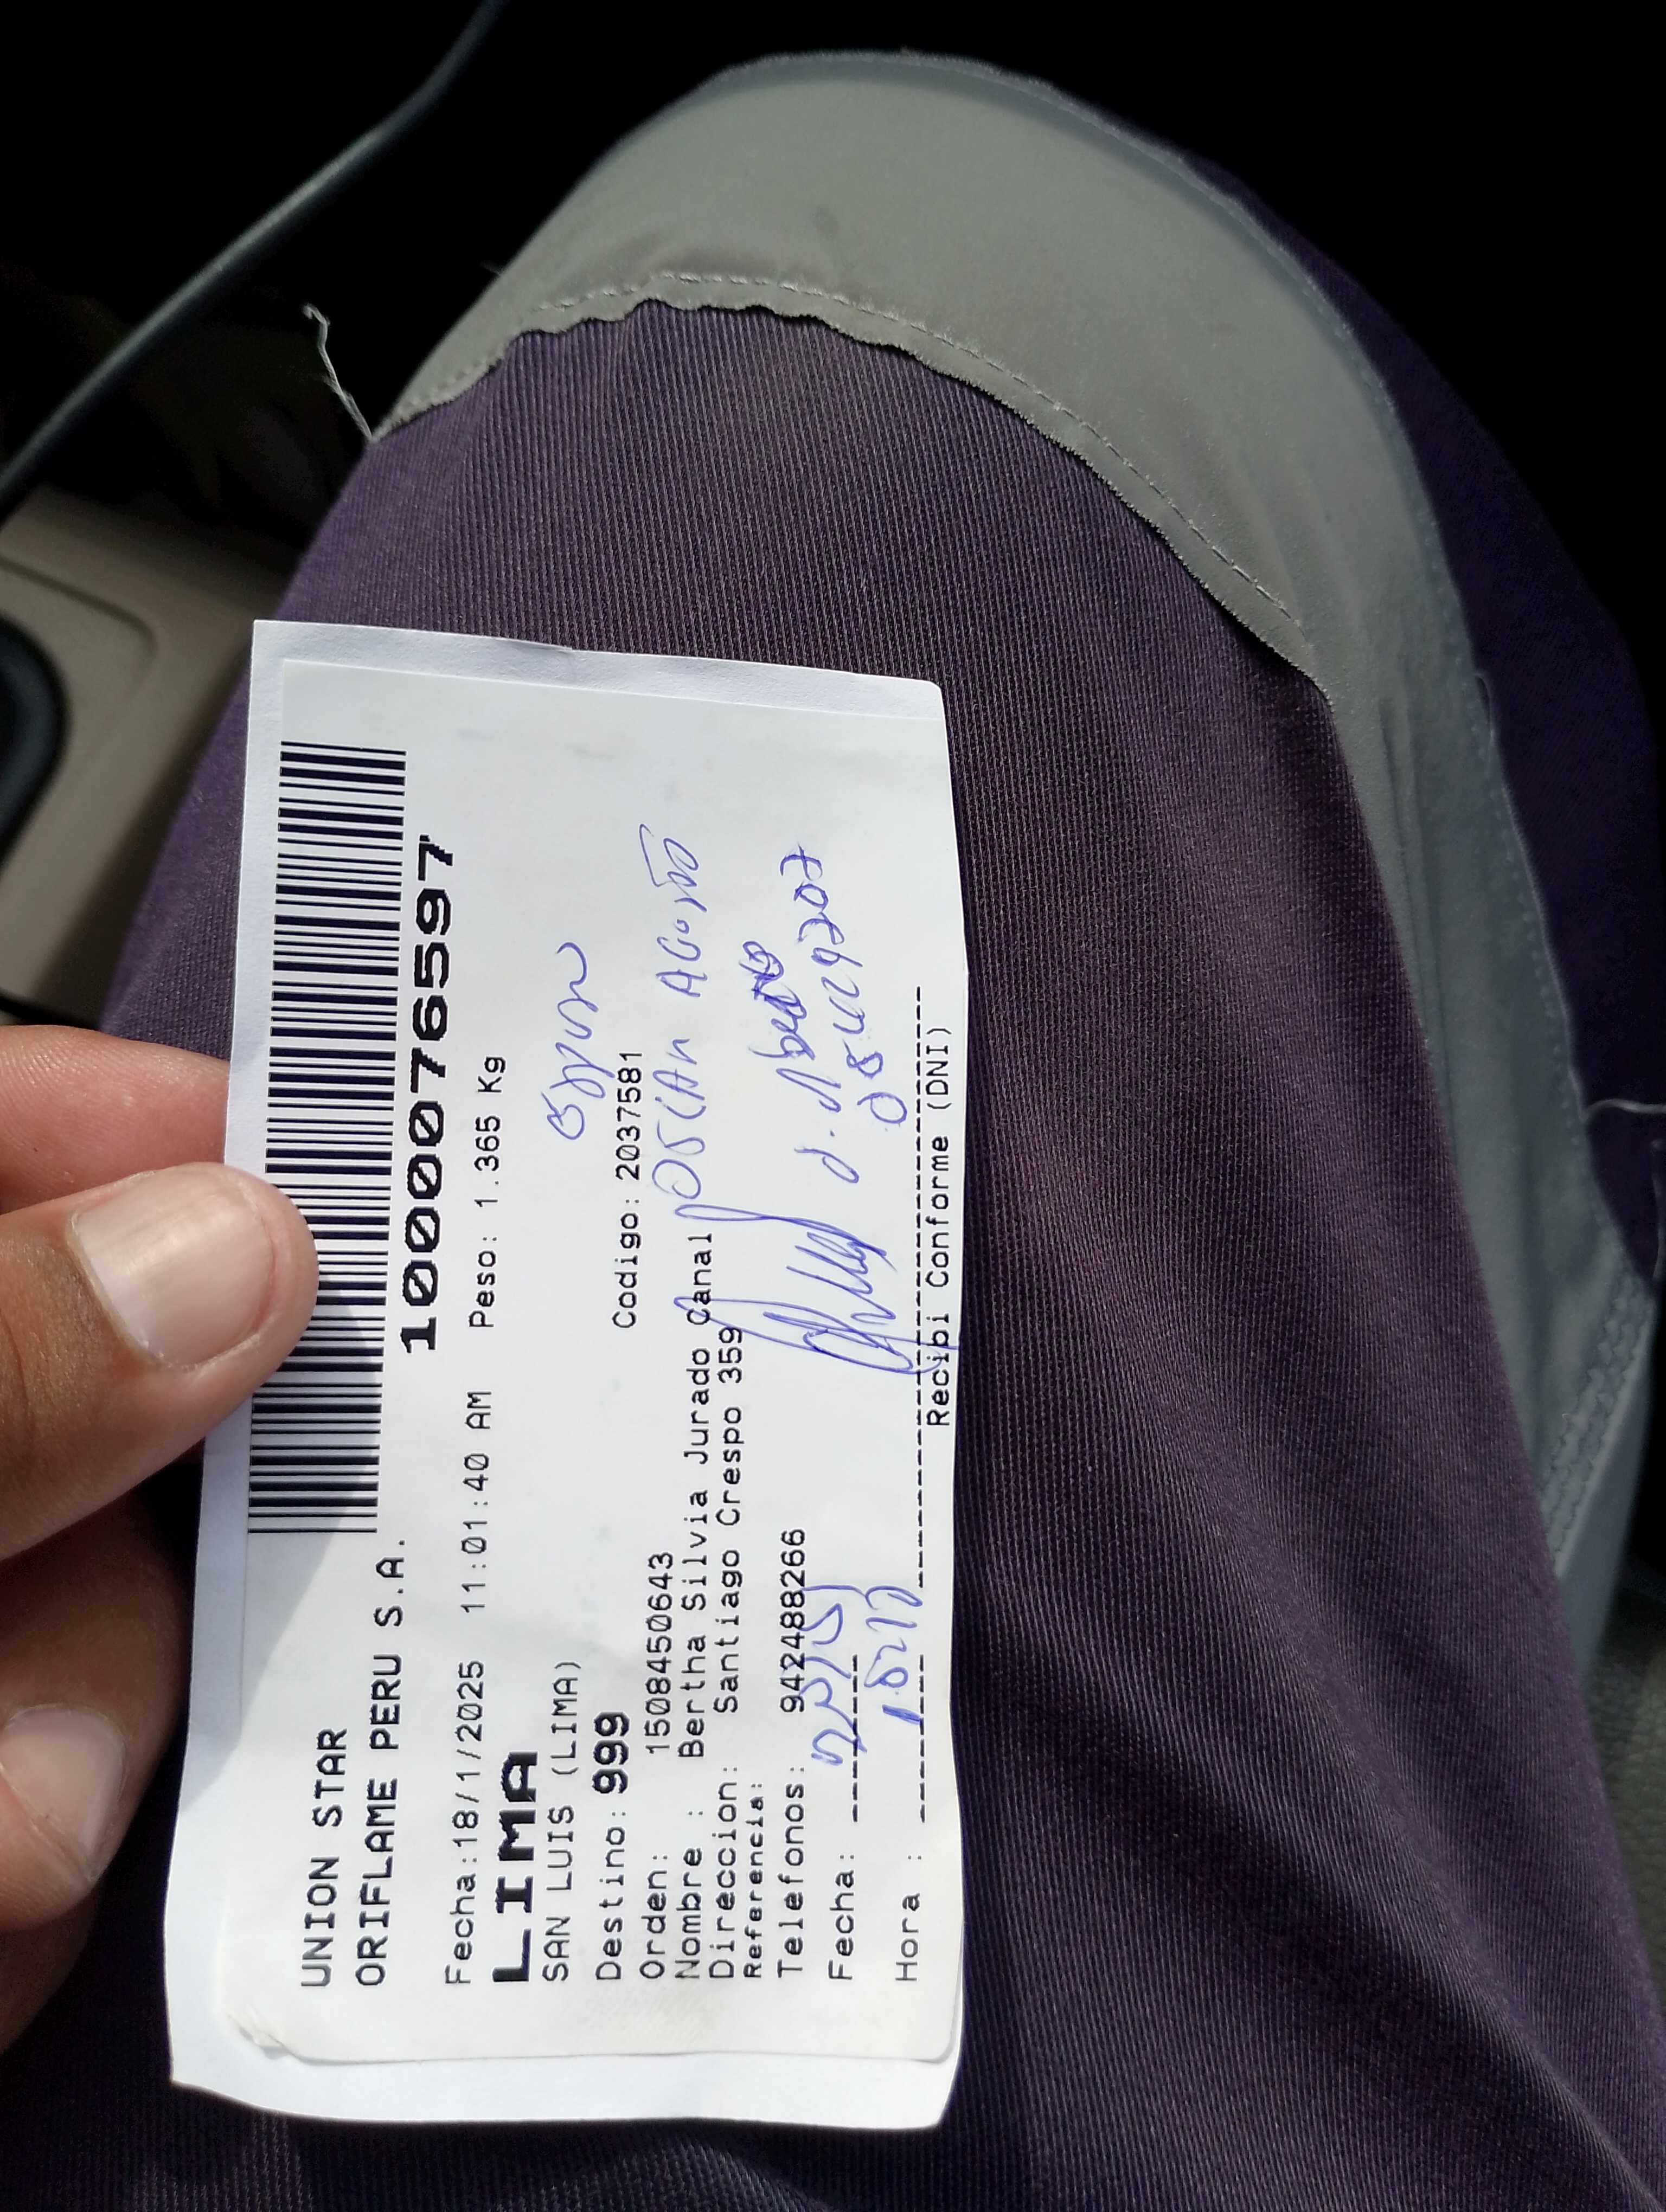 UNION STAR
ORIFLAME PERU S.A.
10000076597
Fecha:18/1/2025 11:01:40 AM Peso: 1.365 Kg
LIMA
SAN LUIS (LIMA)
Destino: 999 Codigo: 2037581
Orden: 150845064​3
Nombre : Bertha Silvia Jurado Canal
Direccion: Santiago Crespo 359
Referencia:
Telefonos: 942488266
OSCAR
Fecha:
Hora :
Recibi Conforme (DNI)